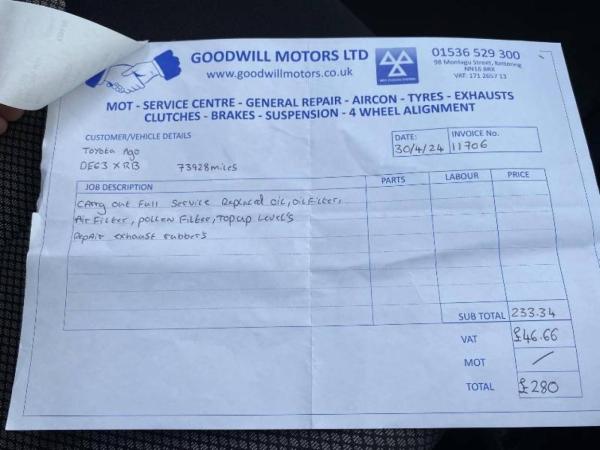 GOODWILL MOTORS LTD
www.goodwillmotors.co.uk
01536 529 300
98 Montagu Street, Kettering
NN16 8RX
VAT: 171 2657 13
MOT - SERVICE CENTRE - GENERAL REPAIR - AIRCON - TYRES - EXHAUSTS
CLUTCHES - BRAKES - SUSPENSION - 4 WHEEL ALIGNMENT
CUSTOMER/VEHICLE DETAILS
Toyota Aygo
DE63 XRB 73928miles
DATE: 30/4/24
INVOICE No. 11706
JOB DESCRIPTION PARTS LABOUR PRICE
Carry out Full Service Replaced oil, oil Filter,
Air Filter, pollen Filter, Top up Level's
Repair exhaust rubbers
SUB TOTAL 233.34
VAT £46.66
MOT /
TOTAL £280